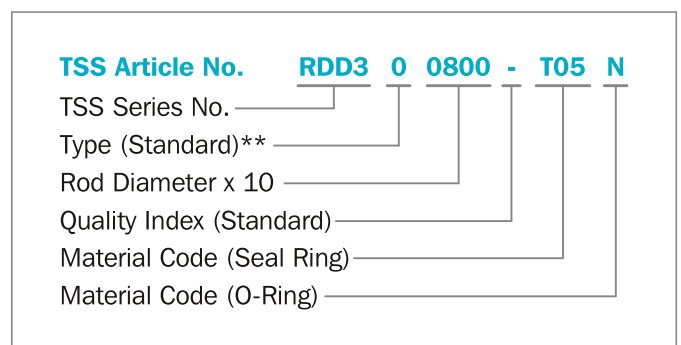 TSS Article No. RDD3 0 0800 - T05 N
TSS Series No.
Type (Standard)**
Rod Diameter x 10
Quality Index (Standard)
Material Code (Seal Ring)
Material Code (O-Ring)